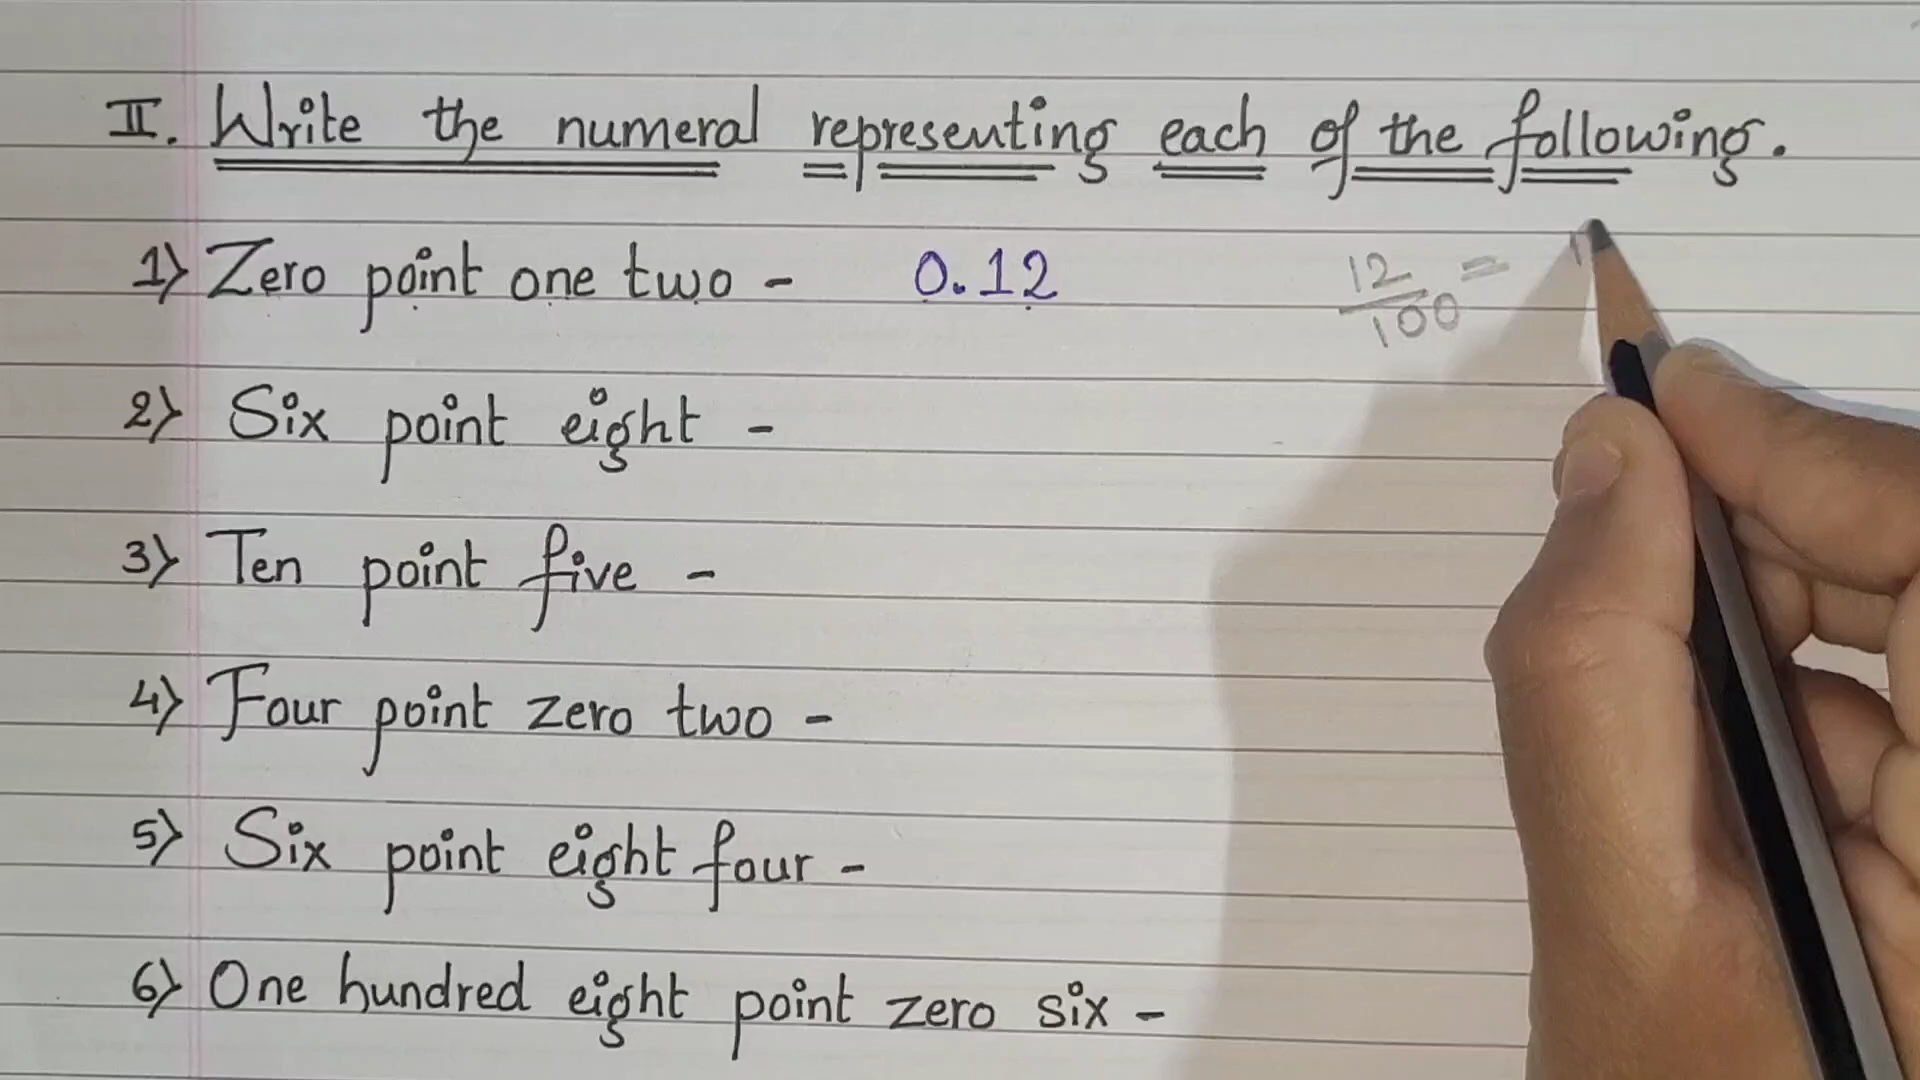 II. Write the numeral representing each of the following.
1) Zero point one two - 0.12 12/100 =
2) Six point eight -
3) Ten point five -
4) Four point zero two -
5) Six point eight four -
6) One hundred eight point zero six -